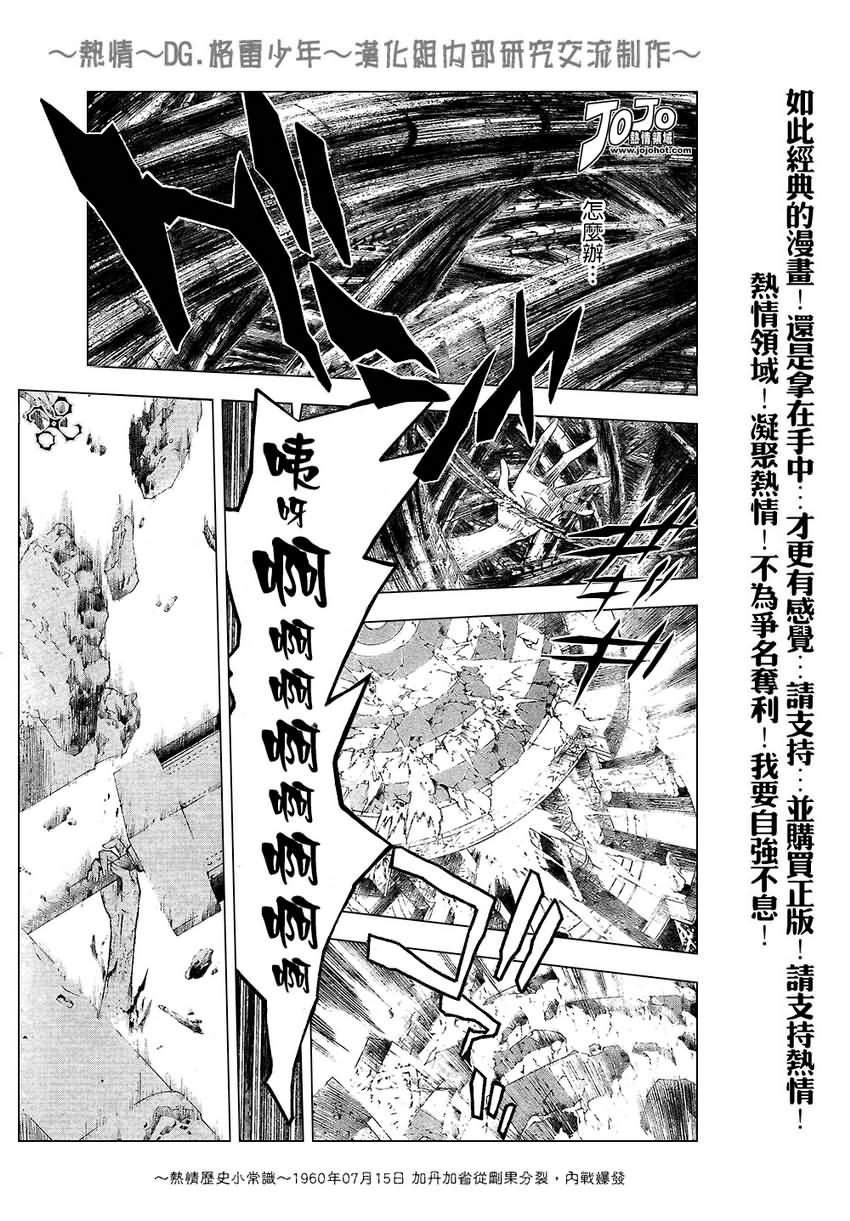 ～熱情～DG.格雷少年～漢化組內部研究交流制作～
JOJO
熱情領域
www.jojohot.com
怎麼辦…
咦呀啊啊啊啊啊啊啊啊
如此經典的漫畫！還是拿在手中…才更有感覺…請支持…並購買正版！請支持熱情！
熱情領域！凝聚熱情！不為爭名奪利！我要自強不息！
～熱情歷史小常識～1960年07月15日 加丹加省從剛果分裂，內戰爆發